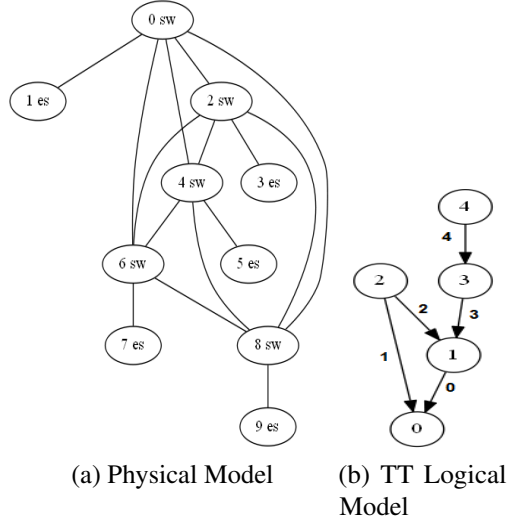 0 sw
1 es
2 sw
4 sw
3 es
6 sw
5 es
7 es
8 sw
9 es
(a) Physical Model
4
4
2
3
2
3
1
1
0
0
(b) TT Logical
Model